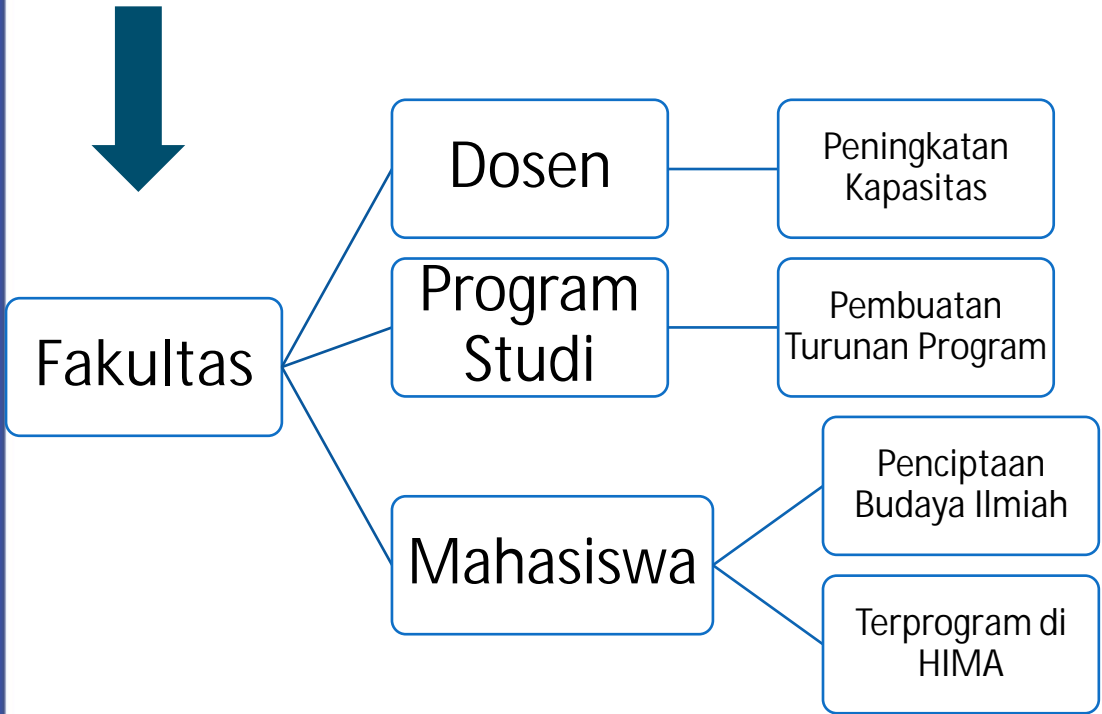 Fakultas
Dosen
Peningkatan
Kapasitas
Program
Studi
Pembuatan
Turunan Program
Mahasiswa
Penciptaan
Budaya Ilmiah
Terprogram di
HIMA